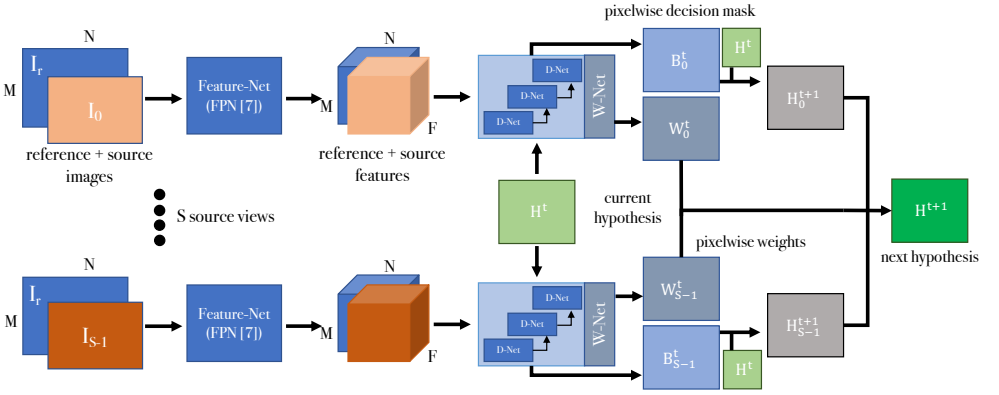 pixelwise decision mask
N
I_r
M
I_0
reference + source
images
Feature-Net
(FPN [7])
N
M
F
reference + source
features
D-Net
D-Net
D-Net
W-Net
B_0^t
H^t
W_0^t
H_0^{t+1}
S source views
H^t
current
hypothesis
pixelwise weights
H^{t+1}
next hypothesis
N
I_r
M
I_{S-1}
Feature-Net
(FPN [7])
N
M
F
D-Net
D-Net
D-Net
W-Net
W_{S-1}^t
B_{S-1}^t
H^t
H_{S-1}^{t+1}